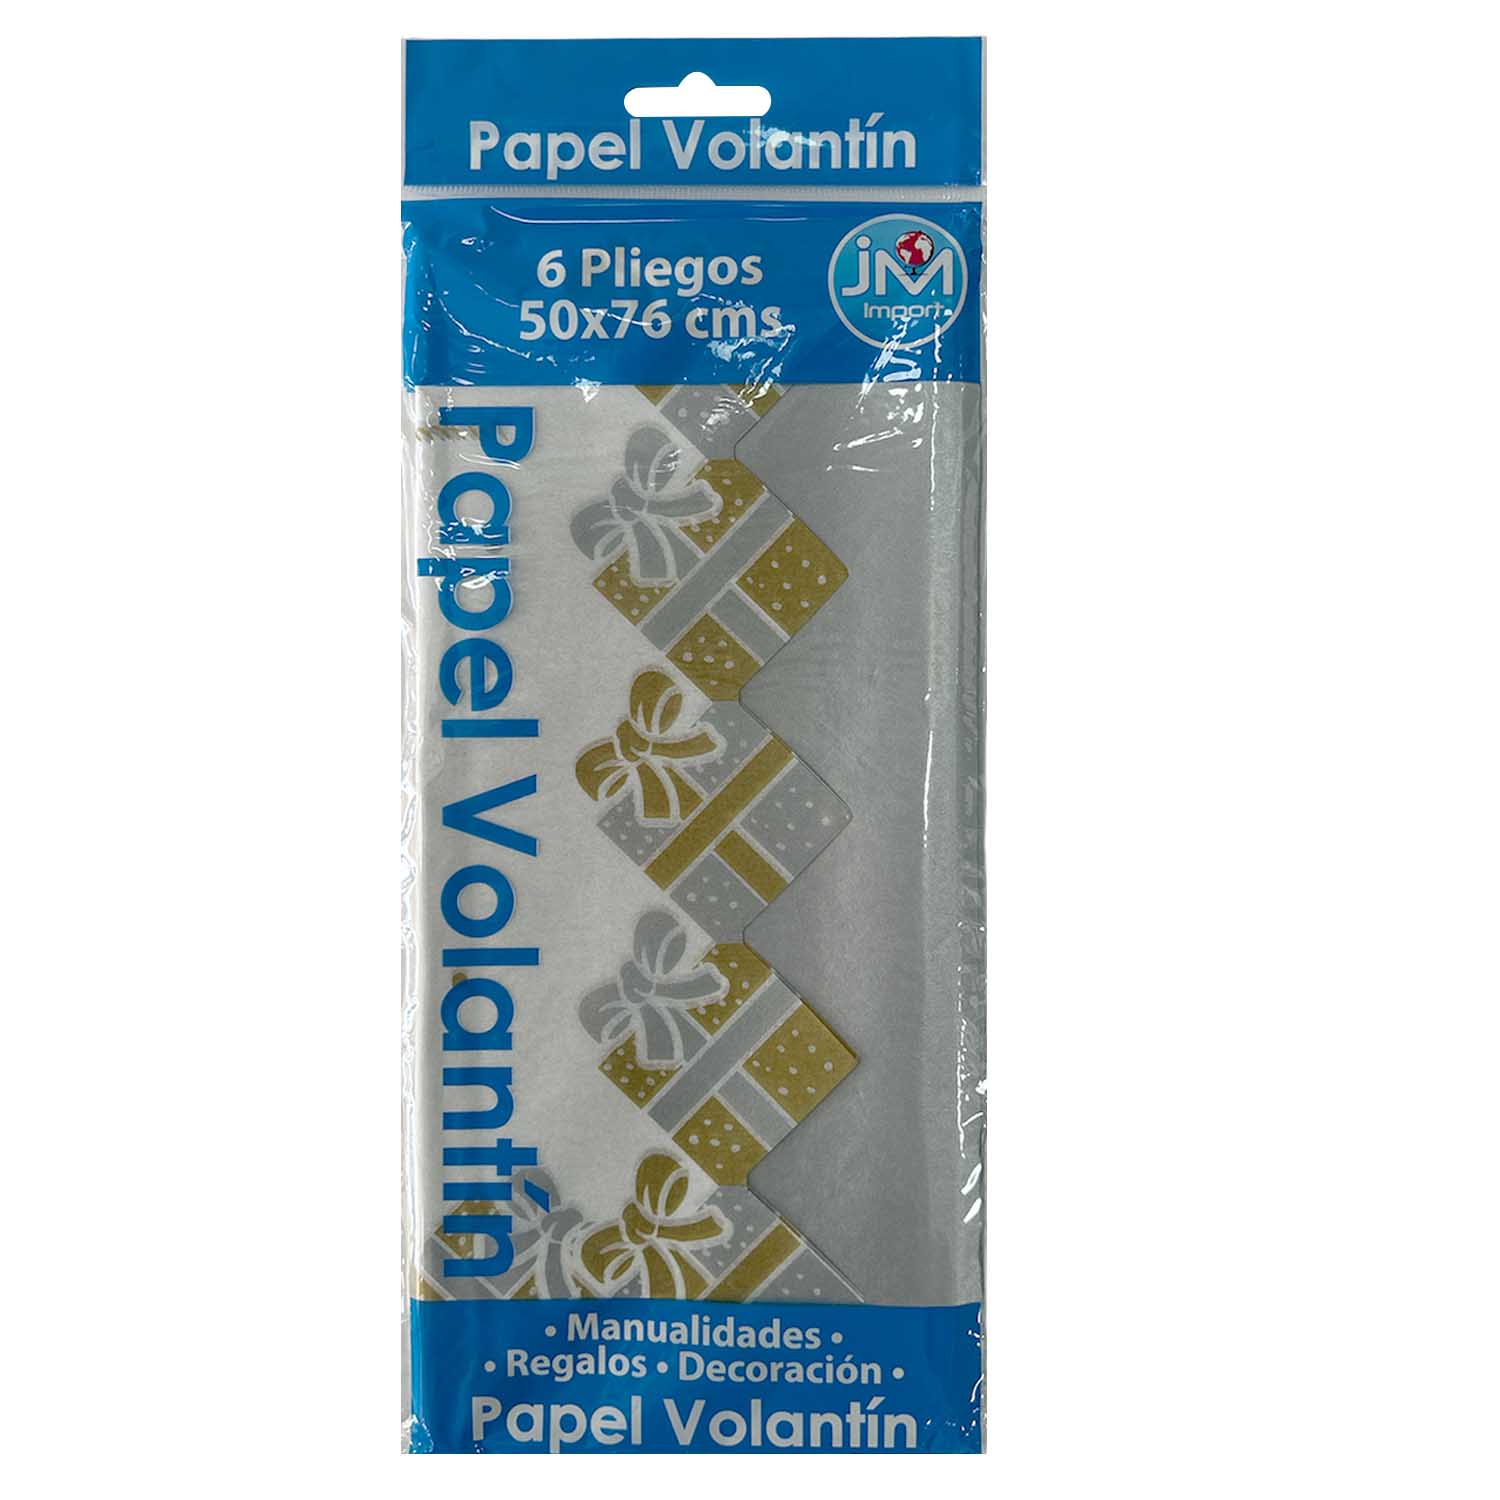 Papel Volantín
6 Pliegos
50x76 cms
JM
Import
Papel Volantín
• Manualidades •
• Regalos • Decoración •
Papel Volantín